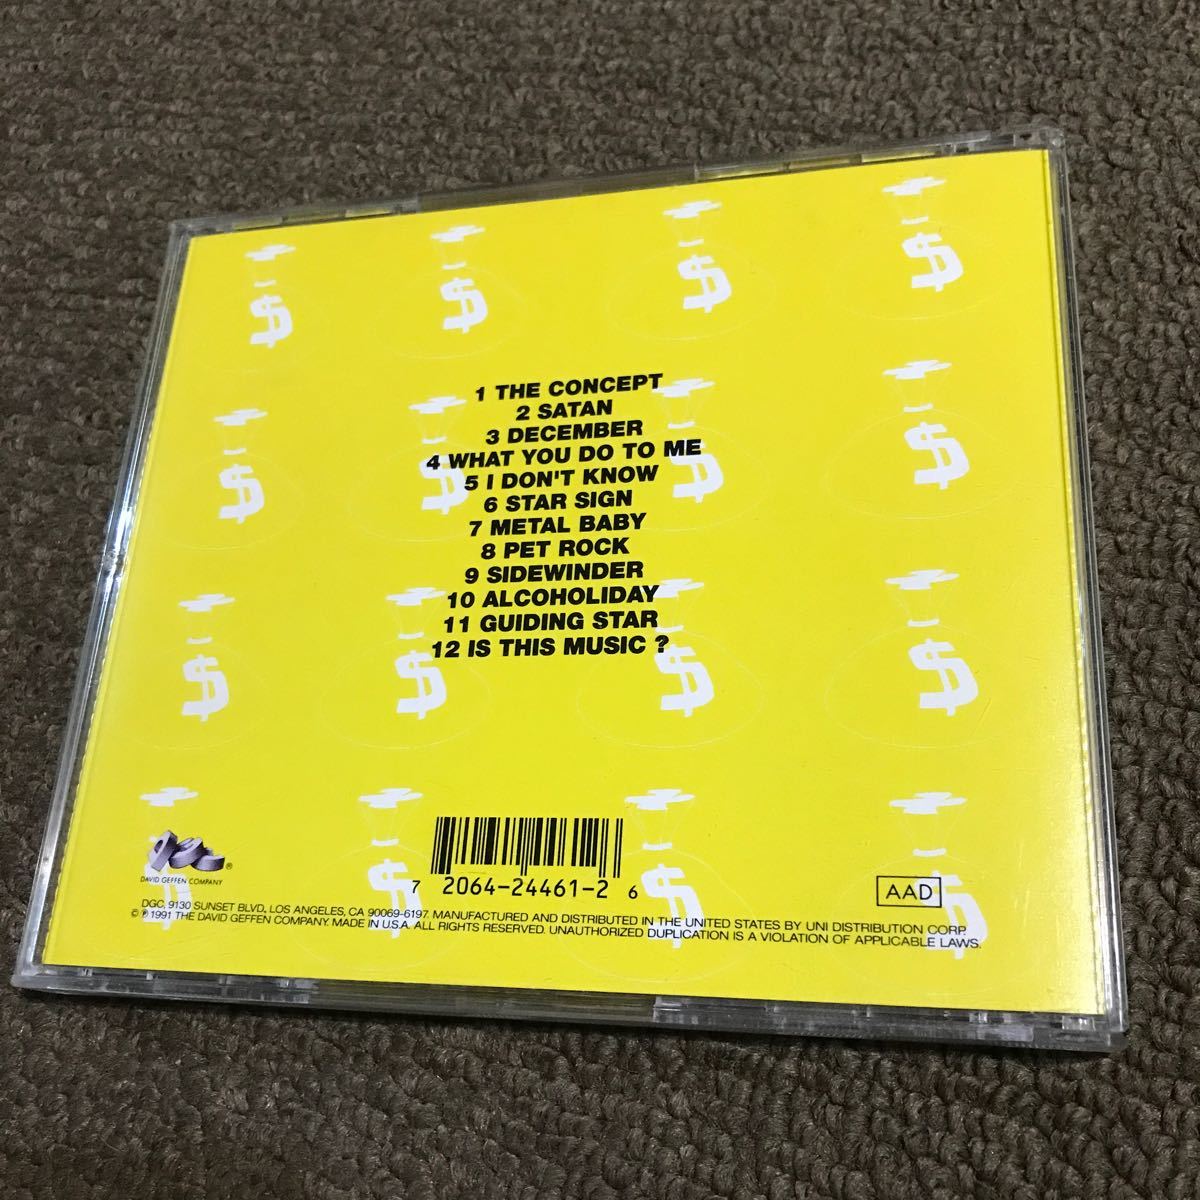 1 THE CONCEPT
2 SATAN
3 DECEMBER
4 WHAT YOU DO TO ME
5 I DON'T KNOW
6 STAR SIGN
7 METAL BABY
8 PET ROCK
9 SIDEWINDER
10 ALCOHOLIDAY
11 GUIDING STAR
12 IS THIS MUSIC ?
DGC ®
DAVID GEFFEN COMPANY
7 2064-24461-2 6
AAD
DGC, 9130 SUNSET BLVD, LOS ANGELES, CA 90069-6197. MANUFACTURED AND DISTRIBUTED IN THE UNITED STATES BY UNI DISTRIBUTION CORP.
© ℗ 1991 THE DAVID GEFFEN COMPANY. MADE IN U.S.A. ALL RIGHTS RESERVED. UNAUTHORIZED DUPLICATION IS A VIOLATION OF APPLICABLE LAWS.